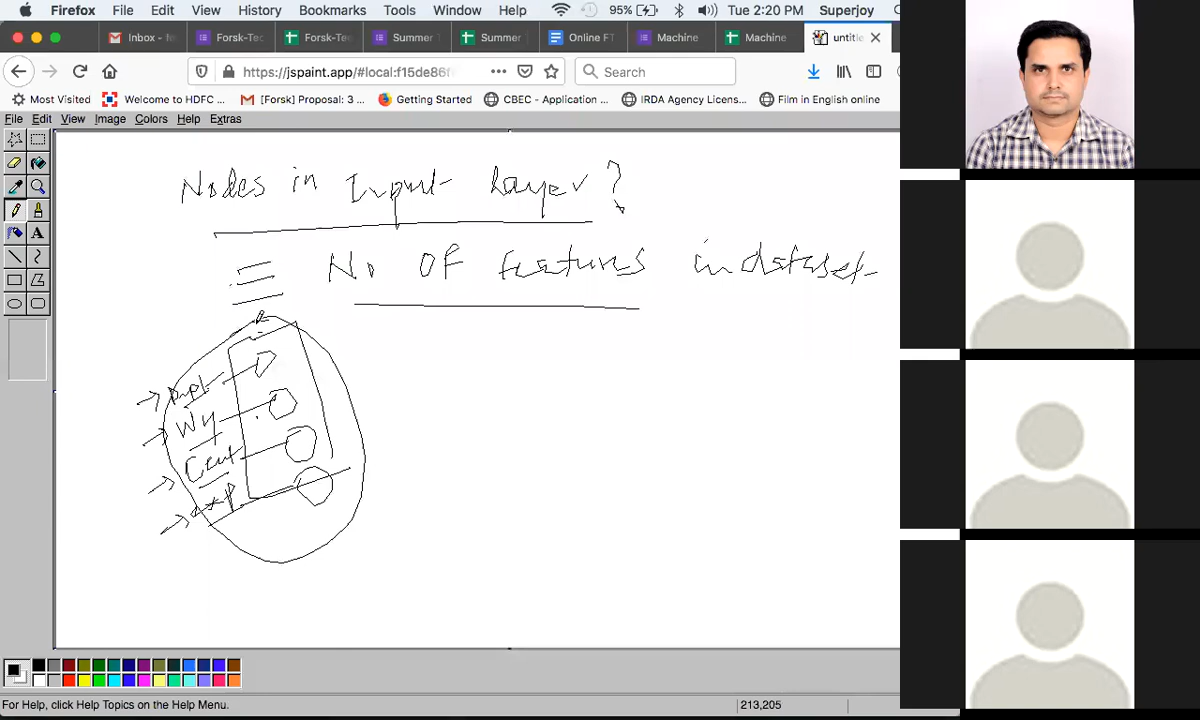 Firefox File Edit View History Bookmarks Tools Window Help 95% Tue 2:20 PM Superjoy
Inbox - Forsk-Tec Forsk-Tec Summer T Summer Online FT Machine Machine untitle
https://jspaint.app/#local:f15de86f Search
Most Visited Welcome to HDFC ... [Forsk] Proposal: 3 ... Getting Started CBEC - Application ... IRDA Agency Licens... Film in English online
File Edit View Image Colors Help Extras
Nodes in Input Layer?
No OF features in dataset
Wy
For Help, click Help Topics on the Help Menu. 213,205